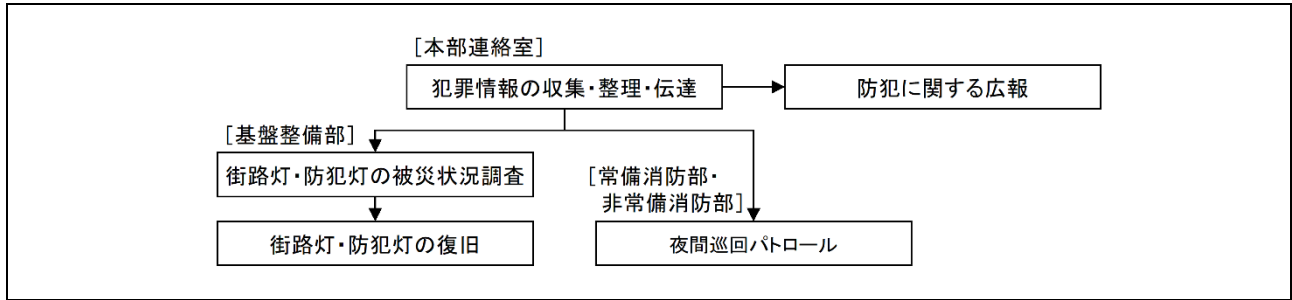 ［本部連絡室］
犯罪情報の収集・整理・伝達
防犯に関する広報
［基盤整備部］
街路灯・防犯灯の被災状況調査
街路灯・防犯灯の復旧
［常備消防部・
非常備消防部］
夜間巡回パトロール